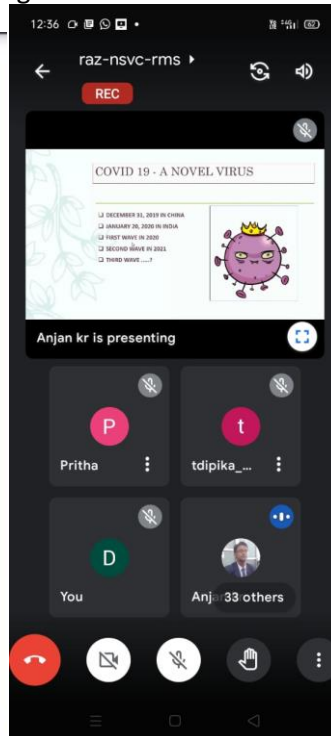 12:36
raz-nsvc-rms
REC
COVID 19 - A NOVEL VIRUS
❑ DECEMBER 31, 2019 IN CHINA
❑ JANUARY 20, 2020 IN INDIA
❑ FIRST WAVE IN 2020
❑ SECOND WAVE IN 2021
❑ THIRD WAVE .....?
Anjan kr is presenting
P
t
Pritha
tdipika_...
D
You
Anja
33 others